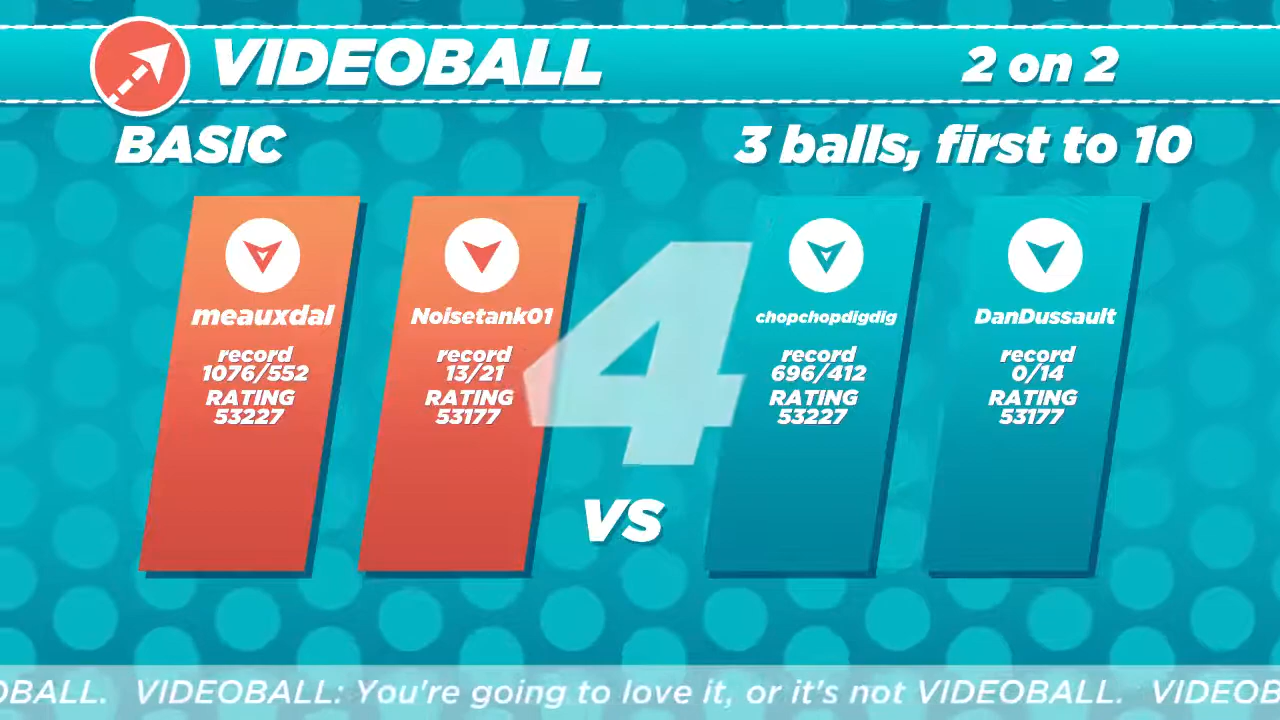 VIDEOBALL
2 on 2
BASIC
3 balls, first to 10
meauxdal
record
1076/552
RATING
53227
Noisetank01
record
13/21
RATING
53177
4
VS
chopchopdigdig
record
696/412
RATING
53227
DanDussault
record
0/14
RATING
53177
OBALL. VIDEOBALL: You're going to love it, or it's not VIDEOBALL. VIDEOB